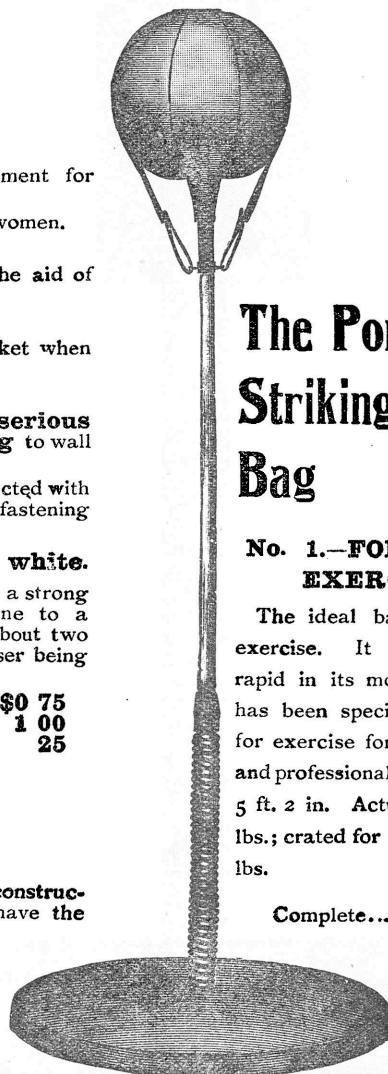 ment for
women.
he aid of
ket when
serious
g to wall
cted with
fastening
white.
a strong
ne to a
bout two
ser being
$0 75
1 00
25
construc-
have the
The Por
Striking
Bag
No. 1.—FOR
EXERC
The ideal ba
exercise. It
rapid in its mo
has been speci
for exercise for
and professional
5 ft. 2 in. Actu
lbs.; crated for
lbs.
Complete...